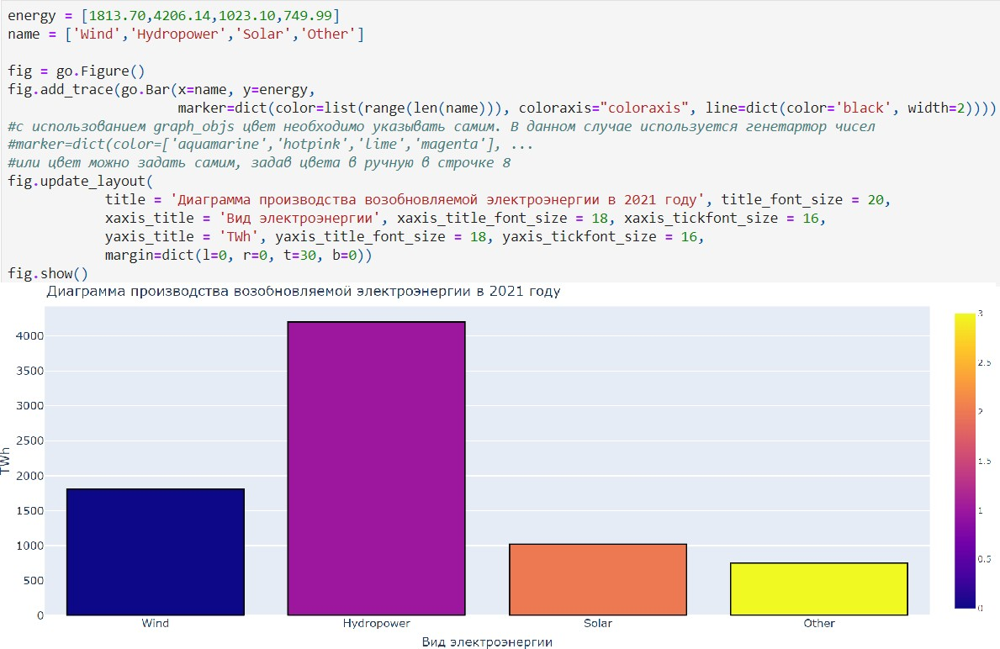 energy = [1813.70,4206.14,1023.10,749.99]
name = ['Wind','Hydropower','Solar','Other']
fig = go.Figure()
fig.add_trace(go.Bar(x=name, y=energy,
marker=dict(color=list(range(len(name))), coloraxis="coloraxis", line=dict(color='black', width=2))))
#с использованием graph_objs цвет необходимо указывать самим. В данном случае используется генетартор чисел
#marker=dict(color=['aquamarine','hotpink','lime','magenta'], ...
#или цвет можно задать самим, задав цвета в ручную в строчке 8
fig.update_layout(
title = 'Диаграмма производства возобновляемой электроэнергии в 2021 году', title_font_size = 20,
xaxis_title = 'Вид электроэнергии', xaxis_title_font_size = 18, xaxis_tickfont_size = 16,
yaxis_title = 'TWh', yaxis_title_font_size = 18, yaxis_tickfont_size = 16,
margin=dict(l=0, r=0, t=30, b=0))
fig.show()
Диаграмма производства возобновляемой электроэнергии в 2021 году
4000
3500
3000
2500
2000
1500
1000
500
0
TWh
Wind
Hydropower
Solar
Other
Вид электроэнергии
3
2.5
2
1.5
1
0.5
0